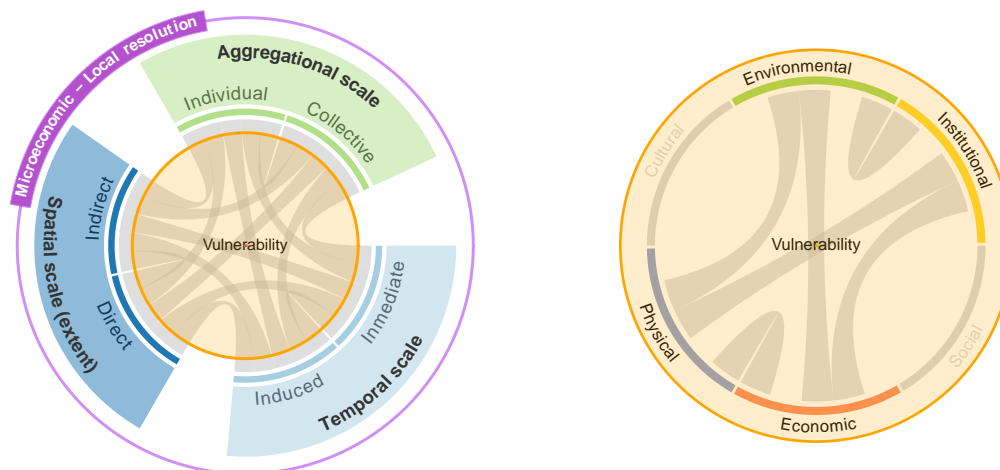 Microeconomic – Local resolution
Aggregational scale
Individual
Collective
Spatial scale (extent)
Indirect
Direct
Vulnerability
Inmediate
Induced
Temporal scale
Environmental
Institutional
Cultural
Vulnerability
Physical
Social
Economic